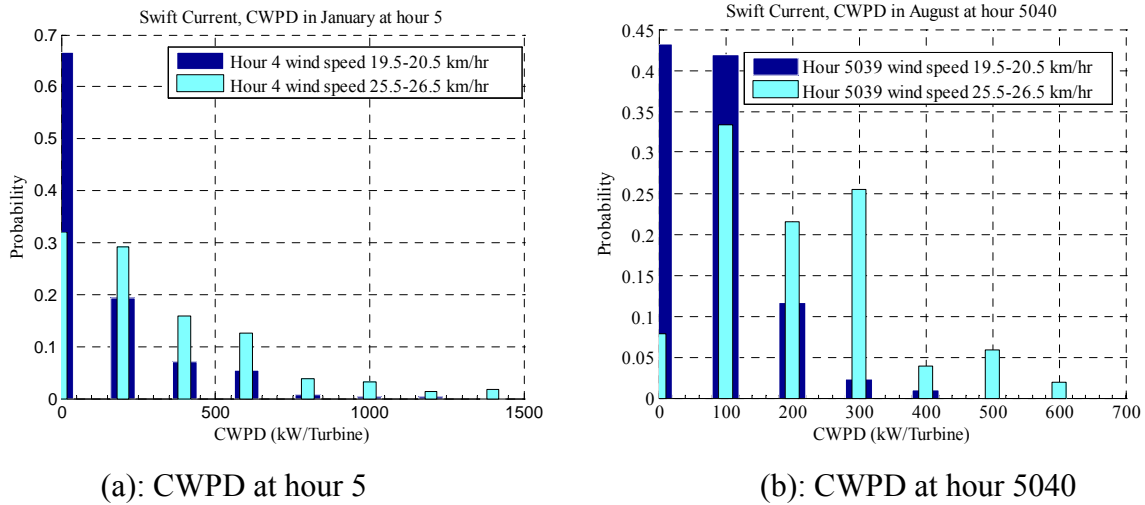 Swift Current, CWPD in January at hour 5
0.7
0.6
0.5
0.4
0.3
0.2
0.1
0
Probability
Hour 4 wind speed 19.5-20.5 km/hr
Hour 4 wind speed 25.5-26.5 km/hr
0 500 1000 1500
CWPD (kW/Turbine)
(a): CWPD at hour 5
Swift Current, CWPD in August at hour 5040
0.45
0.4
0.35
0.3
0.25
0.2
0.15
0.1
0.05
0
Probability
Hour 5039 wind speed 19.5-20.5 km/hr
Hour 5039 wind speed 25.5-26.5 km/hr
0 100 200 300 400 500 600 700
CWPD (kW/Turbine)
(b): CWPD at hour 5040